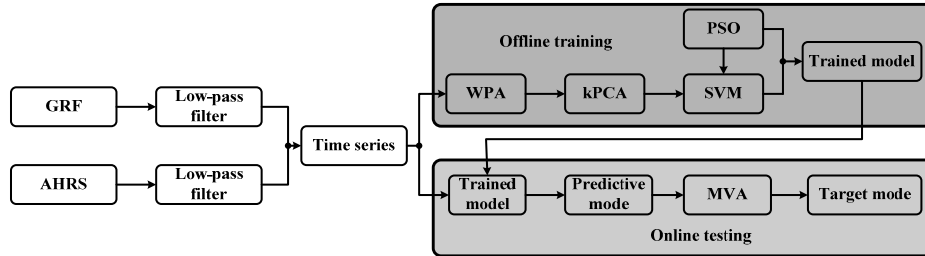 PSO
Offline training
Trained model
WPA
kPCA
SVM
GRF
Low-pass
filter
Time series
AHRS
Low-pass
filter
Trained
model
Predictive
mode
MVA
Target mode
Online testing